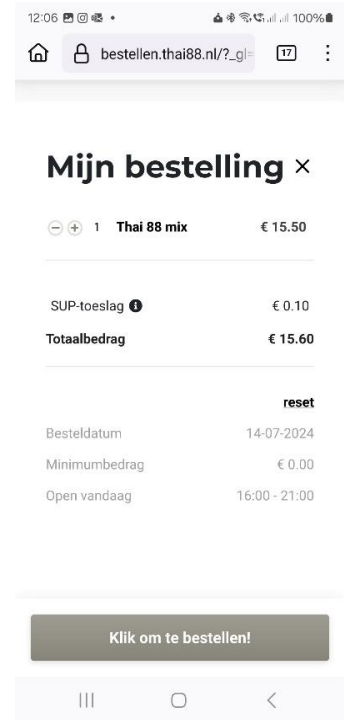 12:06 100%
bestellen.thai88.nl/?_gl= 17
Mijn bestelling ×
1 Thai 88 mix € 15.50
SUP-toeslag € 0.10
Totaalbedrag € 15.60
reset
Besteldatum 14-07-2024
Minimumbedrag € 0.00
Open vandaag 16:00 - 21:00
Klik om te bestellen!